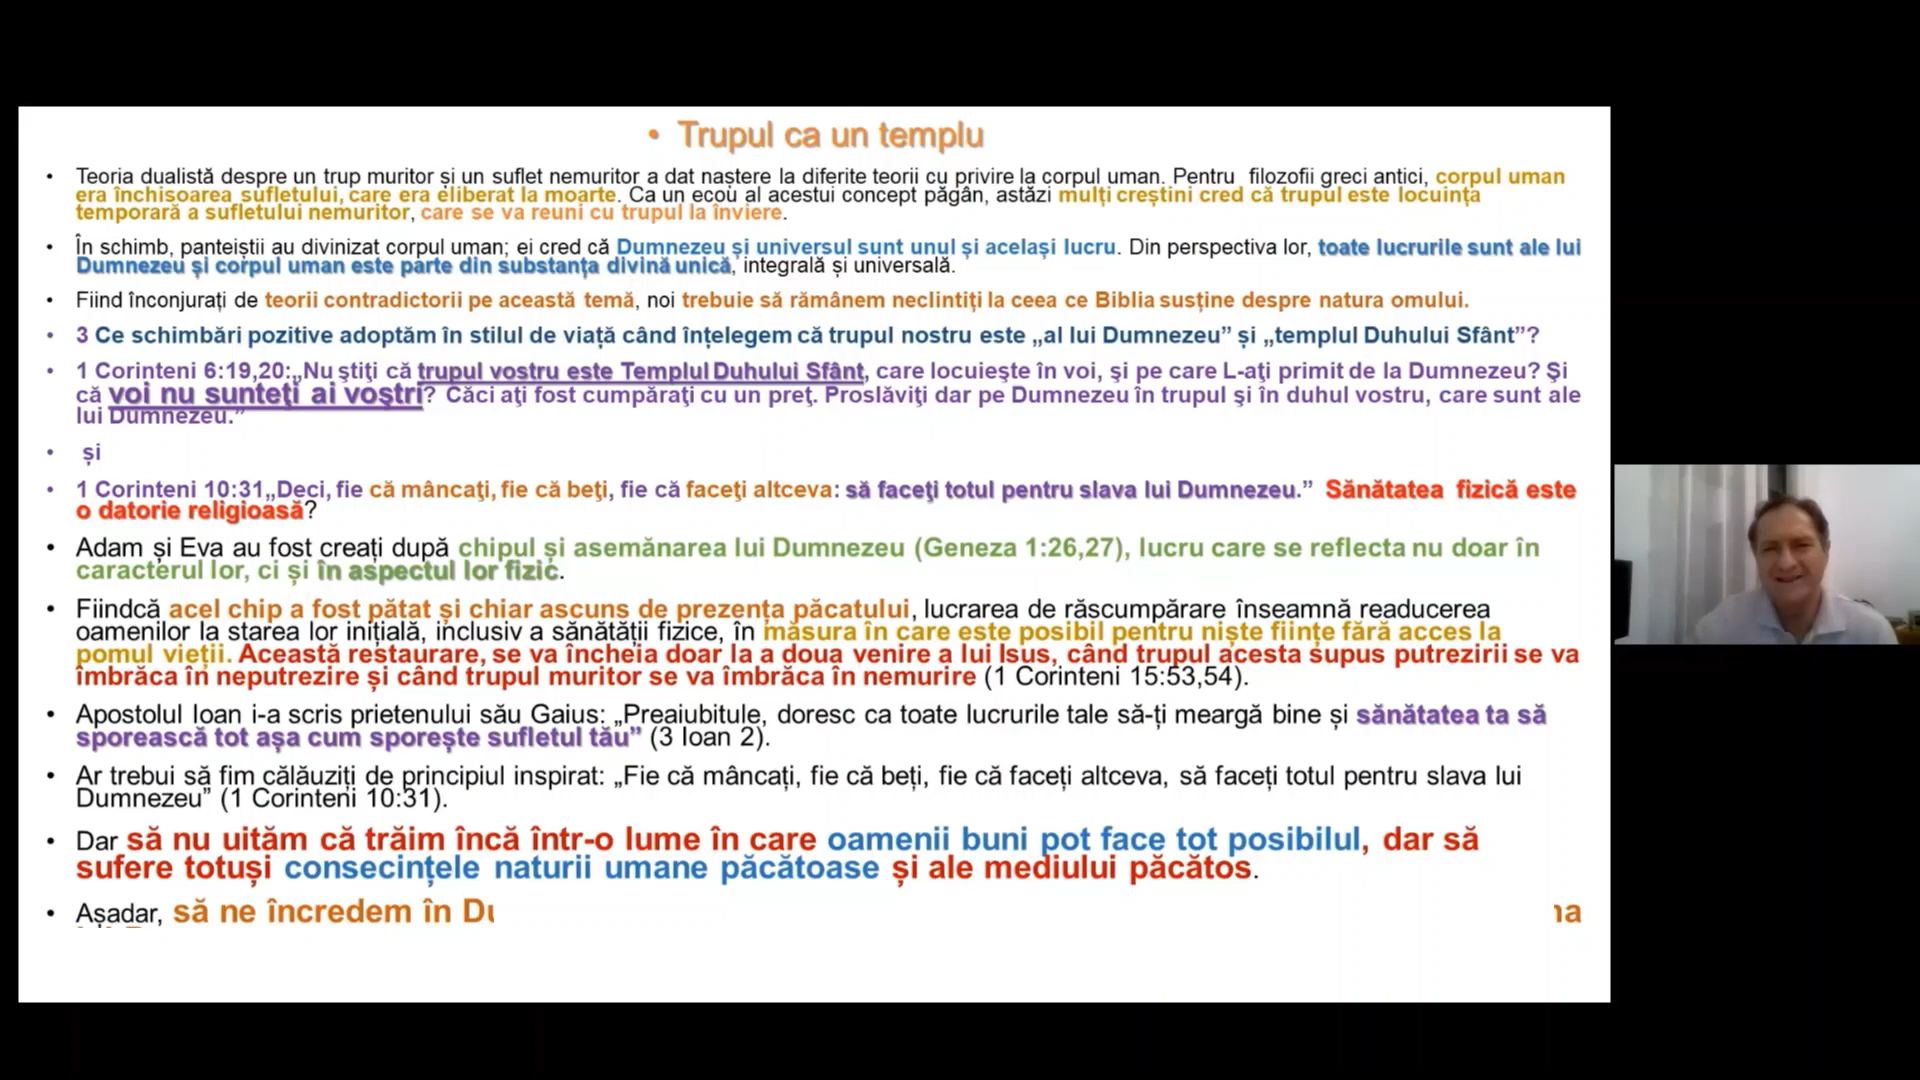 • Trupul ca un templu
• Teoria dualistă despre un trup muritor și un suflet nemuritor a dat naștere la diferite teorii cu privire la corpul uman. Pentru filozofii greci antici, corpul uman
era închisoarea sufletului, care era eliberat la moarte. Ca un ecou al acestui concept păgân, astăzi mulți creștini cred că trupul este locuința
temporară a sufletului nemuritor, care se va reuni cu trupul la înviere.
• În schimb, panteiștii au divinizat corpul uman; ei cred că Dumnezeu și universul sunt unul și același lucru. Din perspectiva lor, toate lucrurile sunt ale lui
Dumnezeu și corpul uman este parte din substanța divină unică, integrală și universală.
• Fiind înconjurați de teorii contradictorii pe această temă, noi trebuie să rămânem neclintiți la ceea ce Biblia susține despre natura omului.
• 3 Ce schimbări pozitive adoptăm în stilul de viață când înțelegem că trupul nostru este „al lui Dumnezeu” și „templul Duhului Sfânt”?
• 1 Corinteni 6:19,20:„Nu ştiţi că trupul vostru este Templul Duhului Sfânt, care locuieşte în voi, şi pe care L-aţi primit de la Dumnezeu? Şi
că voi nu sunteţi ai voştri? Căci aţi fost cumpăraţi cu un preţ. Proslăviţi dar pe Dumnezeu în trupul şi în duhul vostru, care sunt ale
lui Dumnezeu.”
• și
• 1 Corinteni 10:31„Deci, fie că mâncaţi, fie că beţi, fie că faceţi altceva: să faceţi totul pentru slava lui Dumnezeu.” Sănătatea fizică este
o datorie religioasă?
• Adam și Eva au fost creați după chipul și asemănarea lui Dumnezeu (Geneza 1:26,27), lucru care se reflecta nu doar în
caracterul lor, ci și în aspectul lor fizic.
• Fiindcă acel chip a fost pătat și chiar ascuns de prezența păcatului, lucrarea de răscumpărare înseamnă readucerea
oamenilor la starea lor inițială, inclusiv a sănătății fizice, în măsura în care este posibil pentru niște ființe fără acces la
pomul vieții. Această restaurare, se va încheia doar la a doua venire a lui Isus, când trupul acesta supus putrezirii se va
îmbrăca în neputrezire și când trupul muritor se va îmbrăca în nemurire (1 Corinteni 15:53,54).
• Apostolul Ioan i-a scris prietenului său Gaius: „Preaiubitule, doresc ca toate lucrurile tale să-ți meargă bine și sănătatea ta să
sporească tot așa cum sporește sufletul tău” (3 Ioan 2).
• Ar trebui să fim călăuziți de principiul inspirat: „Fie că mâncați, fie că beți, fie că faceți altceva, să faceți totul pentru slava lui
Dumnezeu” (1 Corinteni 10:31).
• Dar să nu uităm că trăim încă într-o lume în care oamenii buni pot face tot posibilul, dar să
sufere totuși consecințele naturii umane păcătoase și ale mediului păcătos.
• Așadar, să ne încredem în